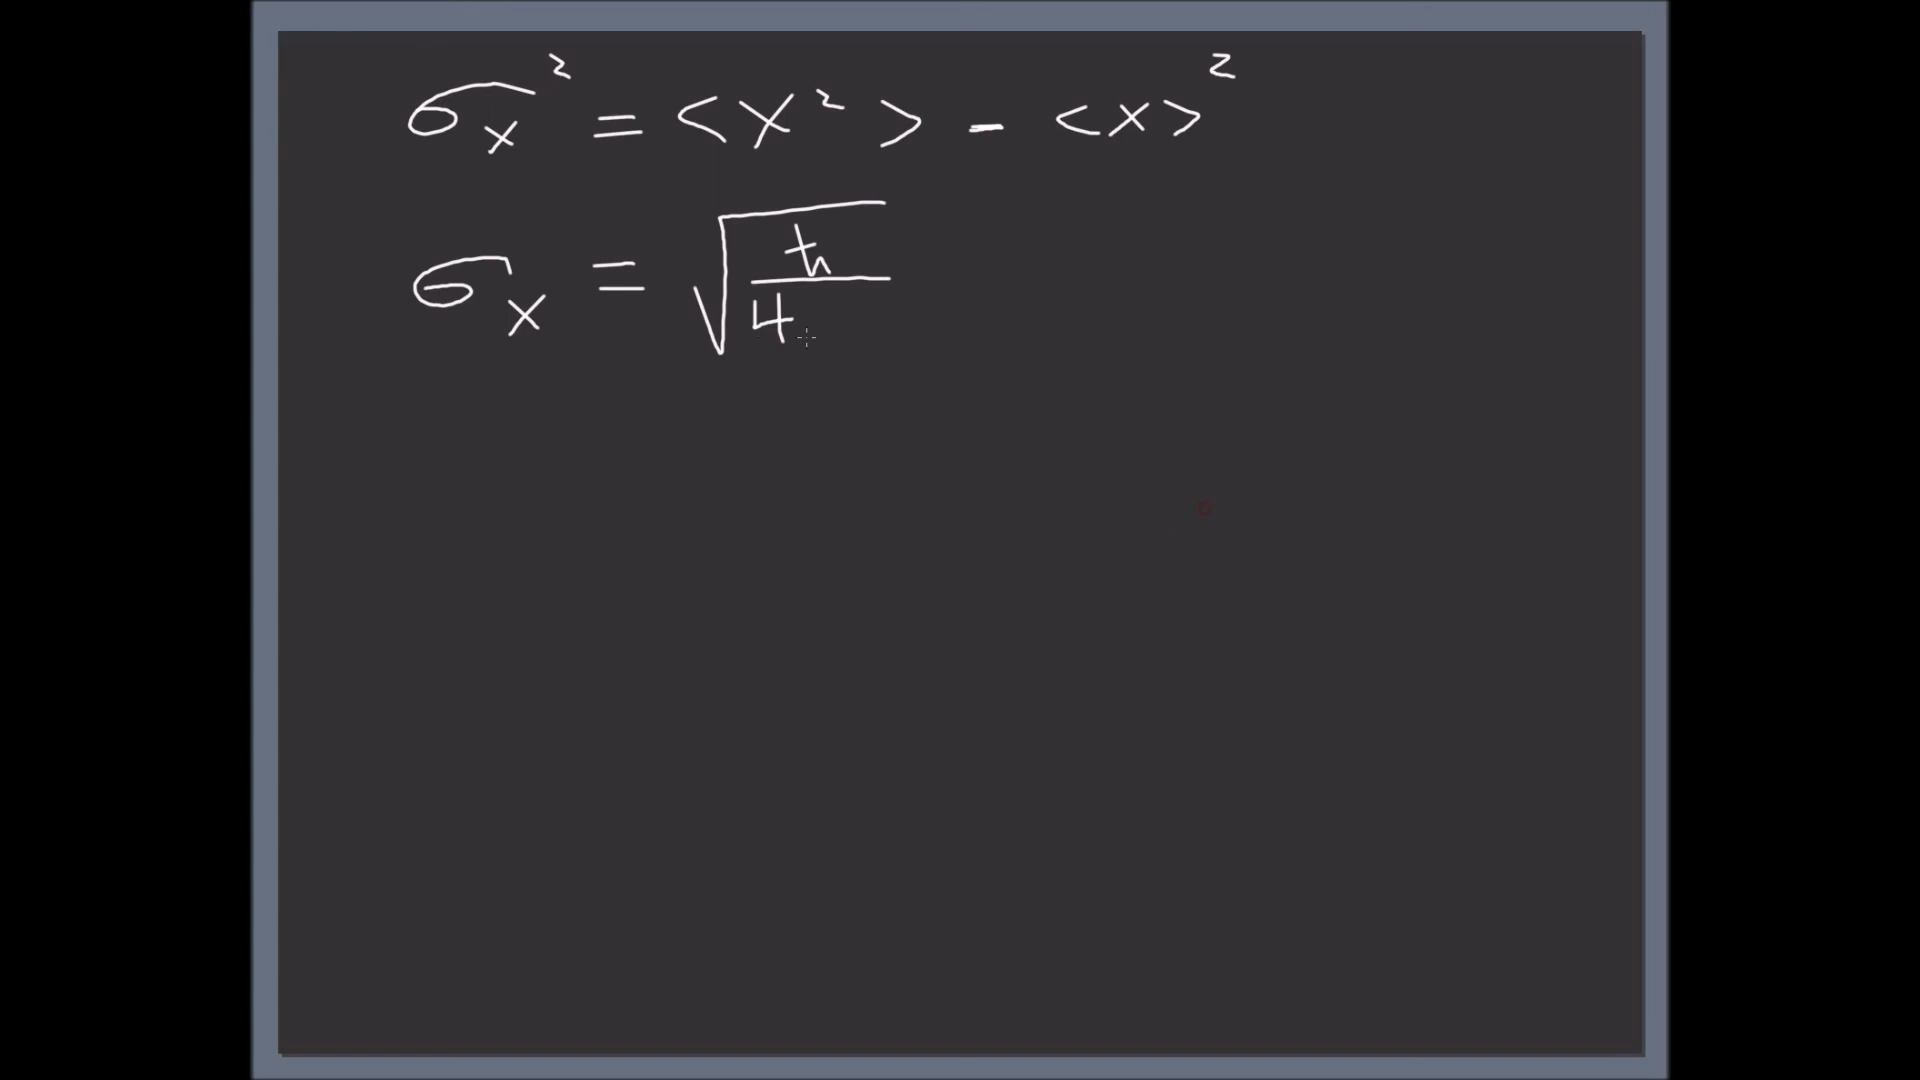 σₓ² = <x²> - <x>²
σₓ = √(ħ/4)